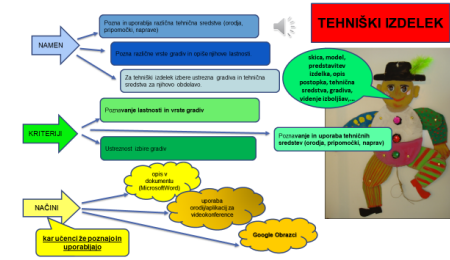 TEHNIŠKI IZDELEK
Pozna in uporablja različna tehnična sredstva (orodja,
pripomočki, naprave)
NAMEN
Pozna različne vrste gradiv in opiše njihove lastnosti.
Za tehniški izdelek izbere ustrezna gradiva in tehnična
sredstva za njihovo obdelavo.
skica, model,
predstavitev
izdelka, opis
postopka, tehnična
sredstva, gradiva,
videnje izboljšav,...
Poznavanje lastnosti in vrste gradiv
KRITERIJI
Poznavanje in uporaba tehničnih
sredstev (orodja, pripomočki, naprav)
Ustreznost izbire gradiv
opis v
dokumentu
(MicrosoftWord)
NAČINI
uporaba
orodij/aplikacij za
videokonference
Google Obrazci
kar učenci že poznajo in
uporabljajo